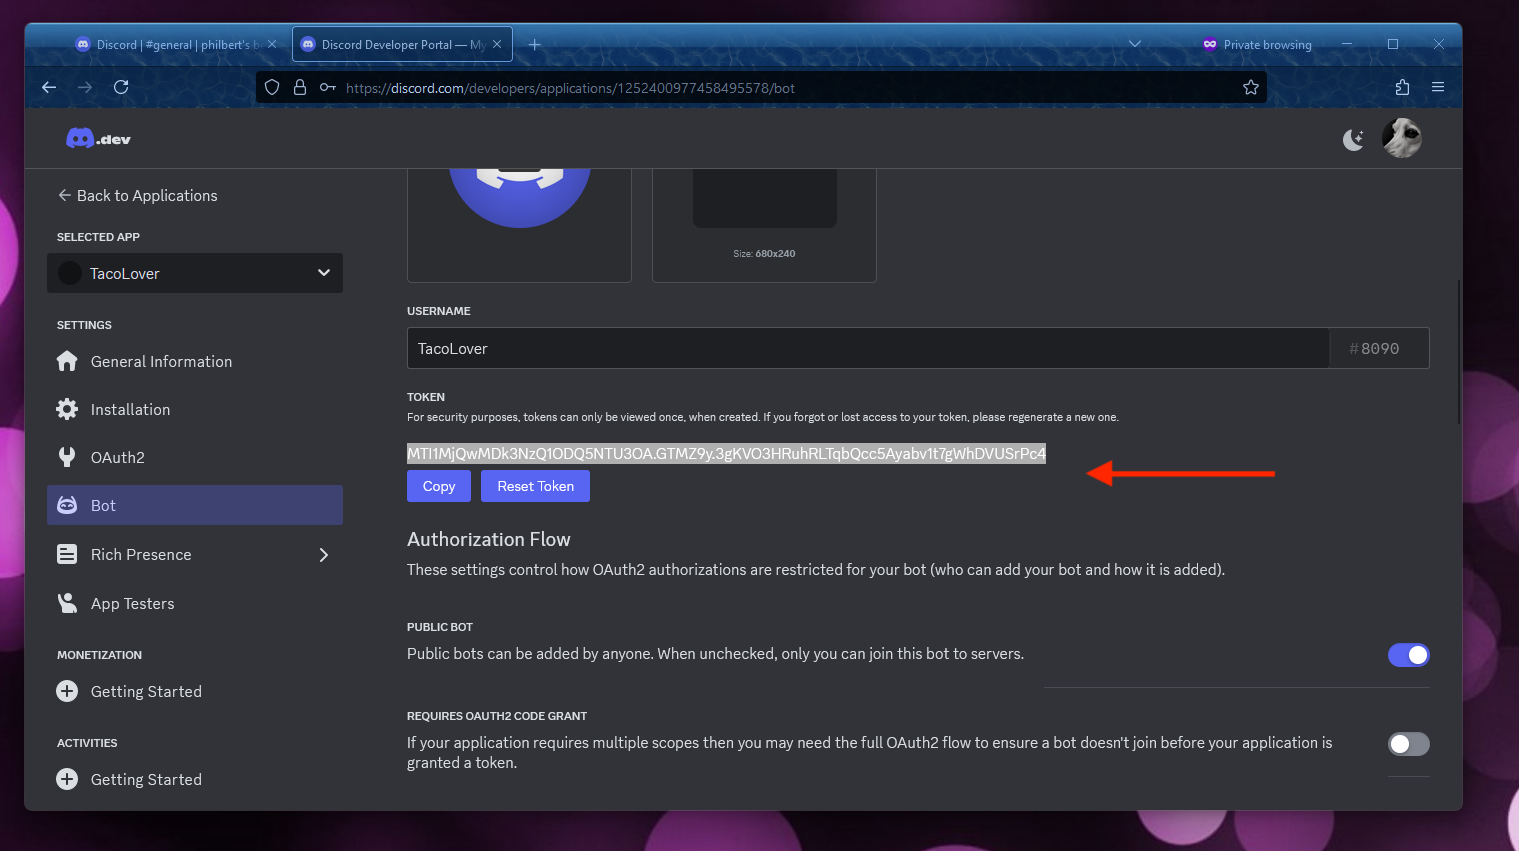 Discord | #general | philbert's b
Discord Developer Portal — My
Private browsing
https://discord.com/developers/applications/1252400977458495578/bot
.dev
Back to Applications
SELECTED APP
TacoLover
SETTINGS
General Information
Installation
OAuth2
Bot
Rich Presence
App Testers
MONETIZATION
Getting Started
ACTIVITIES
Getting Started
Size: 680x240
USERNAME
TacoLover
#8090
TOKEN
For security purposes, tokens can only be viewed once, when created. If you forgot or lost access to your token, please regenerate a new one.
MTI1MjQwMDk3NzQ1ODQ5NTU3OA.GTMZ9y.3gKVO3HRuhRLTqbQcc5Ayabv1t7gWhDVUSrPc4
Copy
Reset Token
Authorization Flow
These settings control how OAuth2 authorizations are restricted for your bot (who can add your bot and how it is added).
PUBLIC BOT
Public bots can be added by anyone. When unchecked, only you can join this bot to servers.
REQUIRES OAUTH2 CODE GRANT
If your application requires multiple scopes then you may need the full OAuth2 flow to ensure a bot doesn't join before your application is
granted a token.